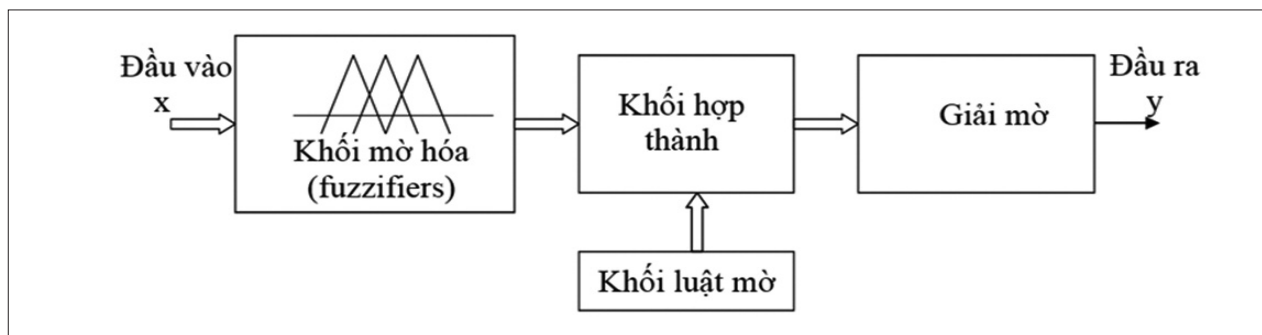 Đầu vào
x
Khối mờ hóa
(fuzzifiers)
Khối hợp
thành
Khối luật mờ
Giải mờ
Đầu ra
y